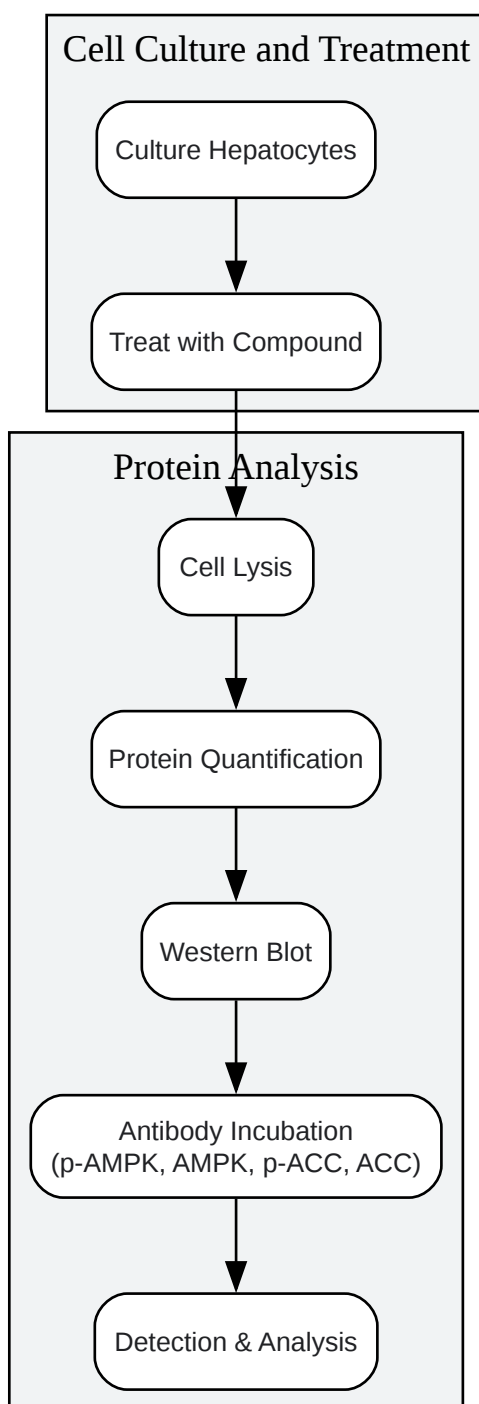 Cell Culture and Treatment
Culture Hepatocytes
Treat with Compound
Protein Analysis
Cell Lysis
Protein Quantification
Western Blot
Antibody Incubation
(p-AMPK, AMPK, p-ACC, ACC)
Detection & Analysis